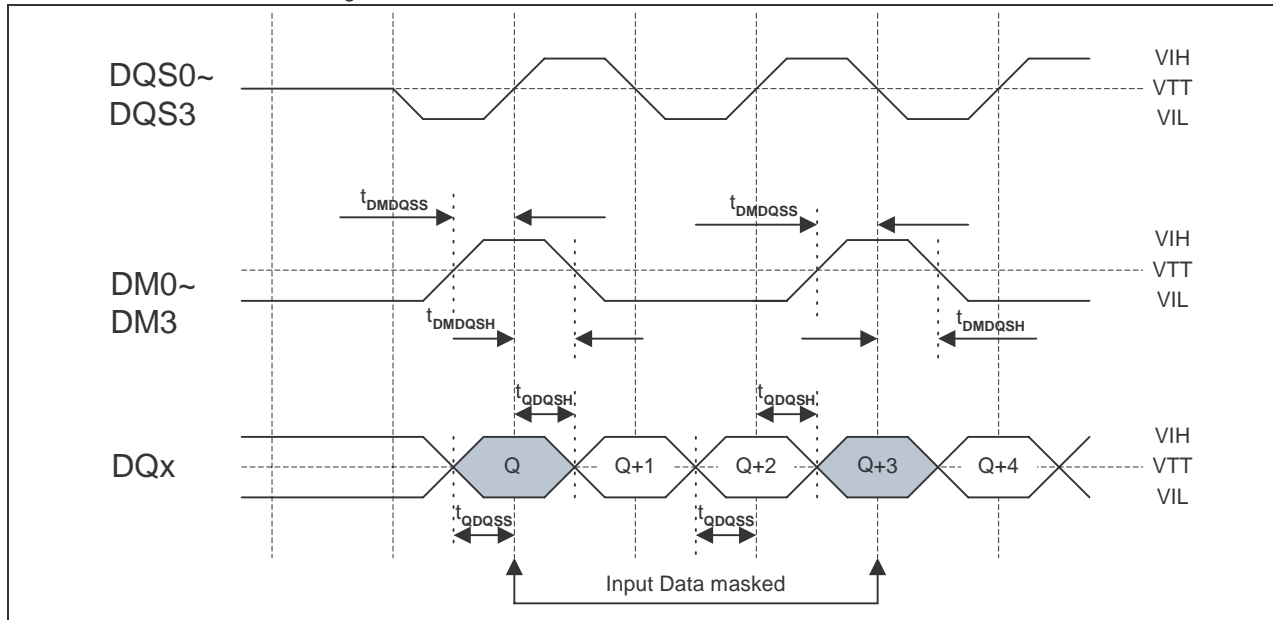 g
DQS0~
DQS3
VIH
VTT
VIL
tDMDQSS
tDMDQSS
DM0~
DM3
VIH
VTT
VIL
tDMDQSH
tDMDQSH
tQDQSH
tQDQSH
DQx
Q
Q+1
Q+2
Q+3
Q+4
VIH
VTT
VIL
tQDQSS
tQDQSS
Input Data masked